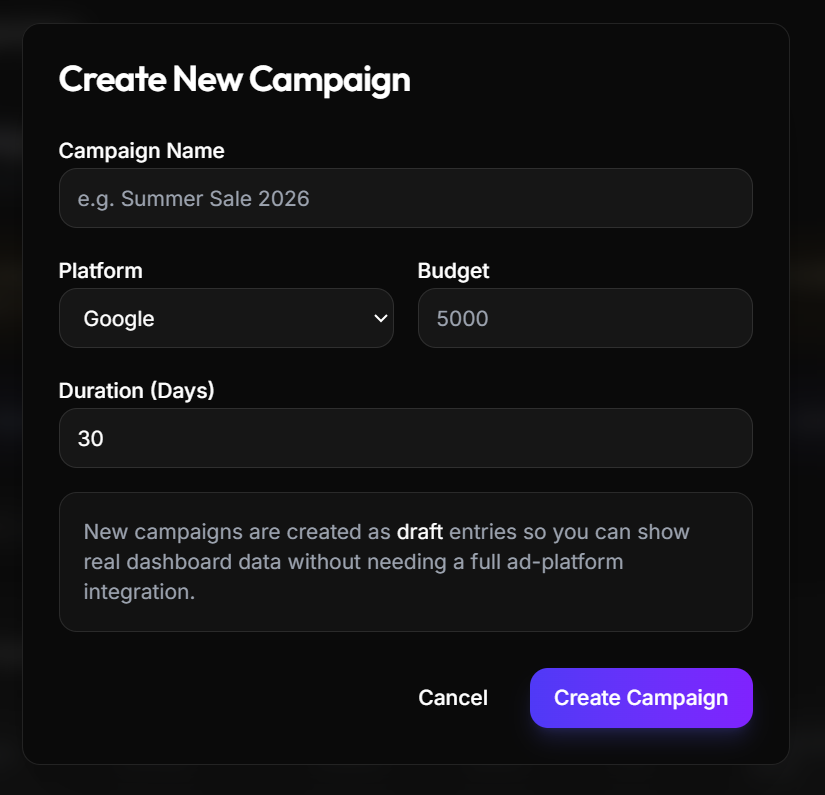 Create New Campaign
Campaign Name
e.g. Summer Sale 2026
Platform
Budget
Google
5000
Duration (Days)
30
New campaigns are created as draft entries so you can show
real dashboard data without needing a full ad-platform
integration.
Cancel
Create Campaign